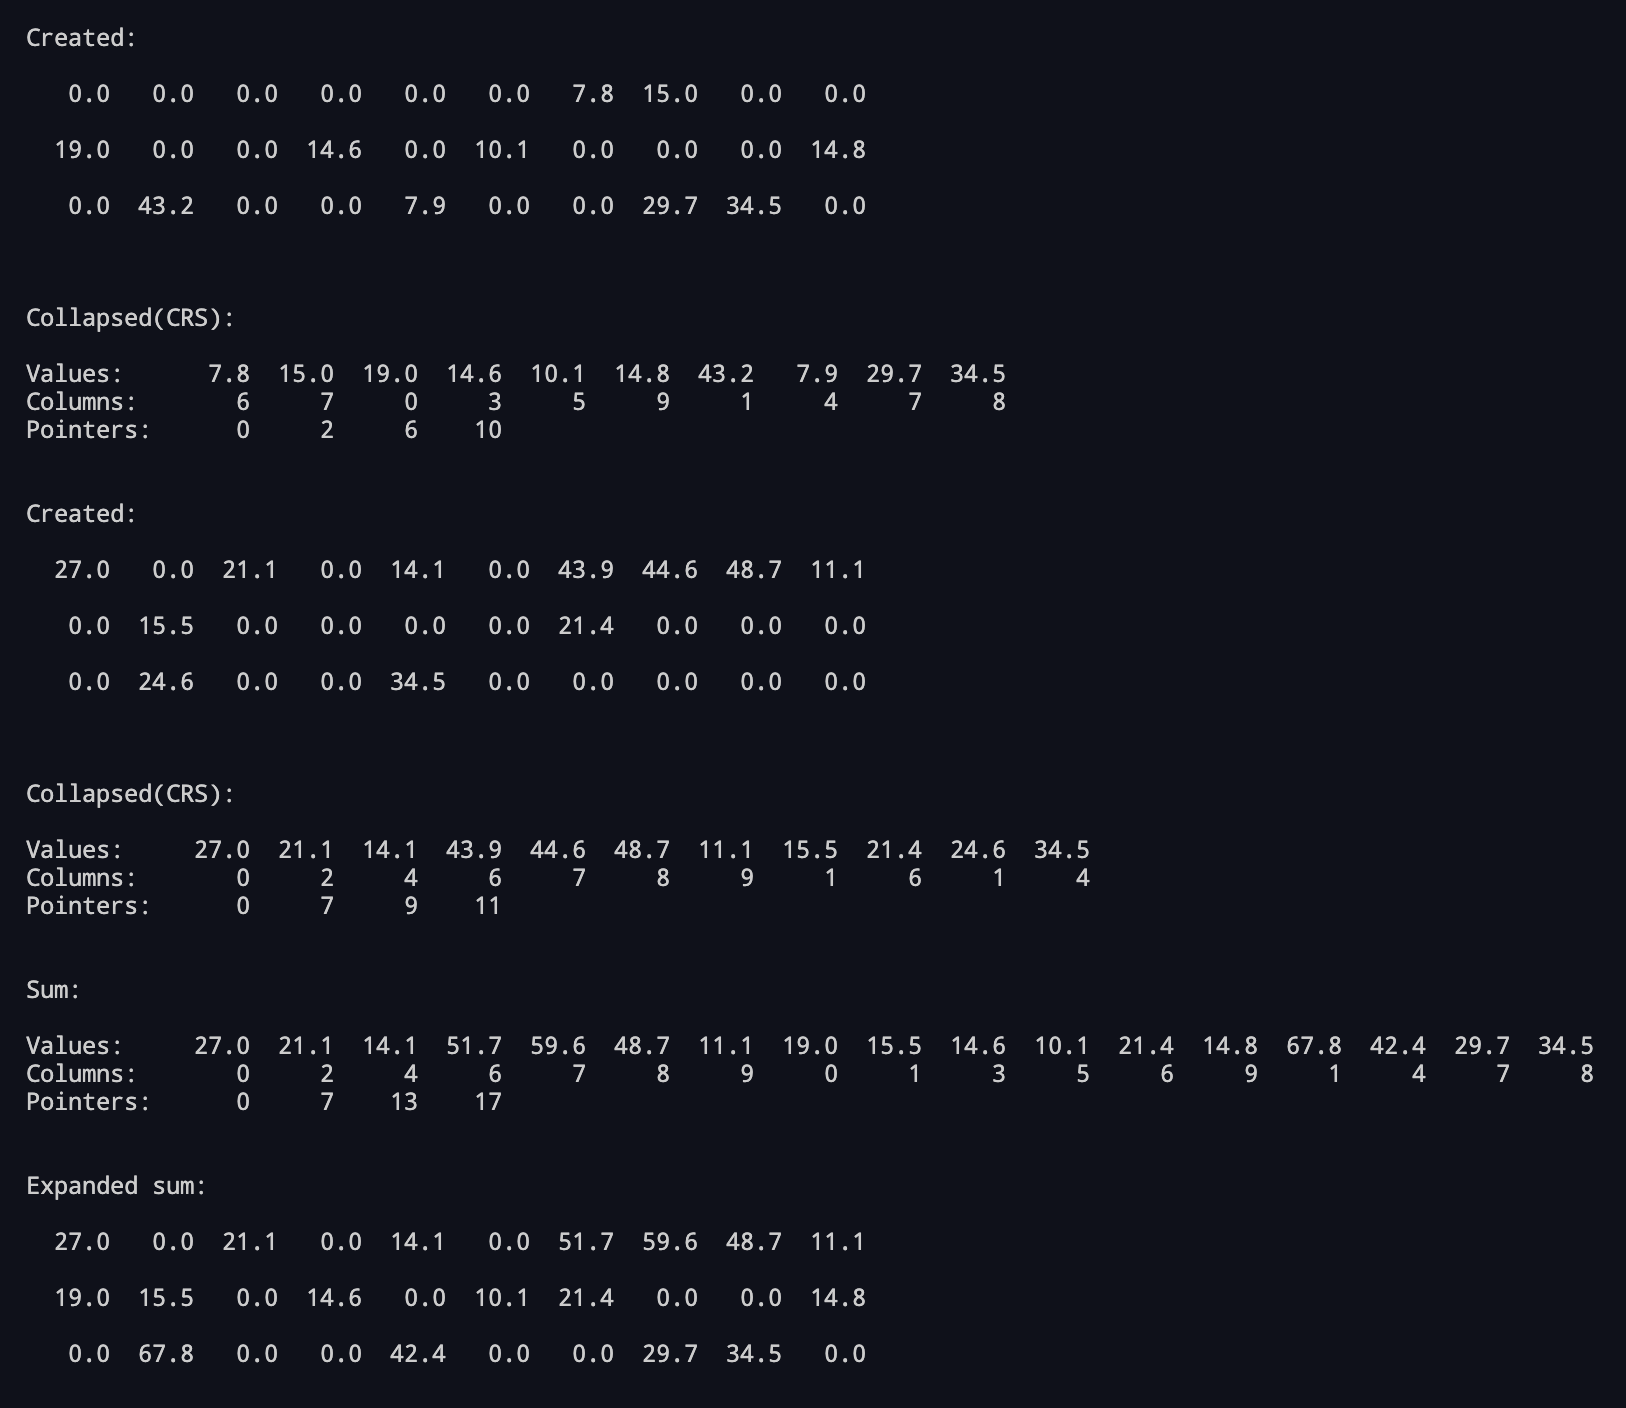 Created:
0.0 0.0 0.0 0.0 0.0 0.0 7.8 15.0 0.0 0.0
19.0 0.0 0.0 14.6 0.0 10.1 0.0 0.0 0.0 14.8
0.0 43.2 0.0 0.0 7.9 0.0 0.0 29.7 34.5 0.0
Collapsed(CRS):
Values: 7.8 15.0 19.0 14.6 10.1 14.8 43.2 7.9 29.7 34.5
Columns: 6 7 0 3 5 9 1 4 7 8
Pointers: 0 2 6 10
Created:
27.0 0.0 21.1 0.0 14.1 0.0 43.9 44.6 48.7 11.1
0.0 15.5 0.0 0.0 0.0 0.0 21.4 0.0 0.0 0.0
0.0 24.6 0.0 0.0 34.5 0.0 0.0 0.0 0.0 0.0
Collapsed(CRS):
Values: 27.0 21.1 14.1 43.9 44.6 48.7 11.1 15.5 21.4 24.6 34.5
Columns: 0 2 4 6 7 8 9 1 6 1 4
Pointers: 0 7 9 11
Sum:
Values: 27.0 21.1 14.1 51.7 59.6 48.7 11.1 19.0 15.5 14.6 10.1 21.4 14.8 67.8 42.4 29.7 34.5
Columns: 0 2 4 6 7 8 9 0 1 3 5 6 9 1 4 7 8
Pointers: 0 7 13 17
Expanded sum:
27.0 0.0 21.1 0.0 14.1 0.0 51.7 59.6 48.7 11.1
19.0 15.5 0.0 14.6 0.0 10.1 21.4 0.0 0.0 14.8
0.0 67.8 0.0 0.0 42.4 0.0 0.0 29.7 34.5 0.0